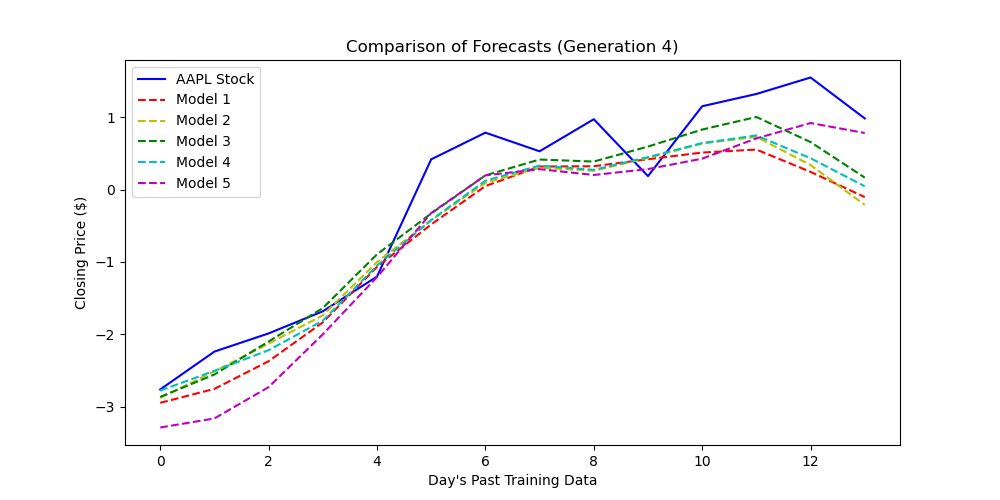 Comparison of Forecasts (Generation 4)
AAPL Stock
Model 1
Model 2
Model 3
Model 4
Model 5
Closing Price ($)
1
0
−1
−2
−3
0 2 4 6 8 10 12
Day's Past Training Data